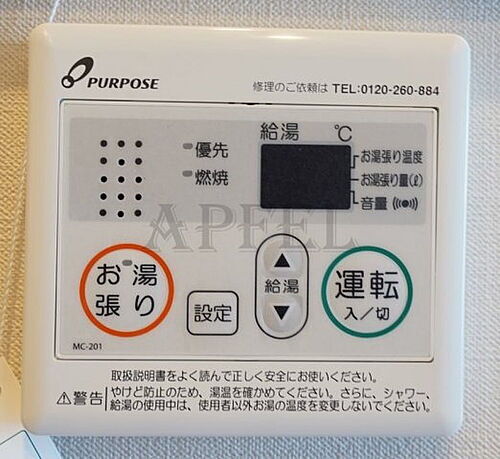 PURPOSE
修理のご依頼は TEL:0120-260-884
給湯 ℃
優先
燃焼
お湯張り温度
お湯張り量(ℓ)
音量
APFEL
お湯
張り
設定
給湯
運転
入/切
MC-201
取扱説明書をよく読んで正しく安全にお使いください。
警告
やけど防止のため、湯温を確かめてください。さらに、シャワー、
給湯の使用中は、使用者以外お湯の温度を変更しないでください。